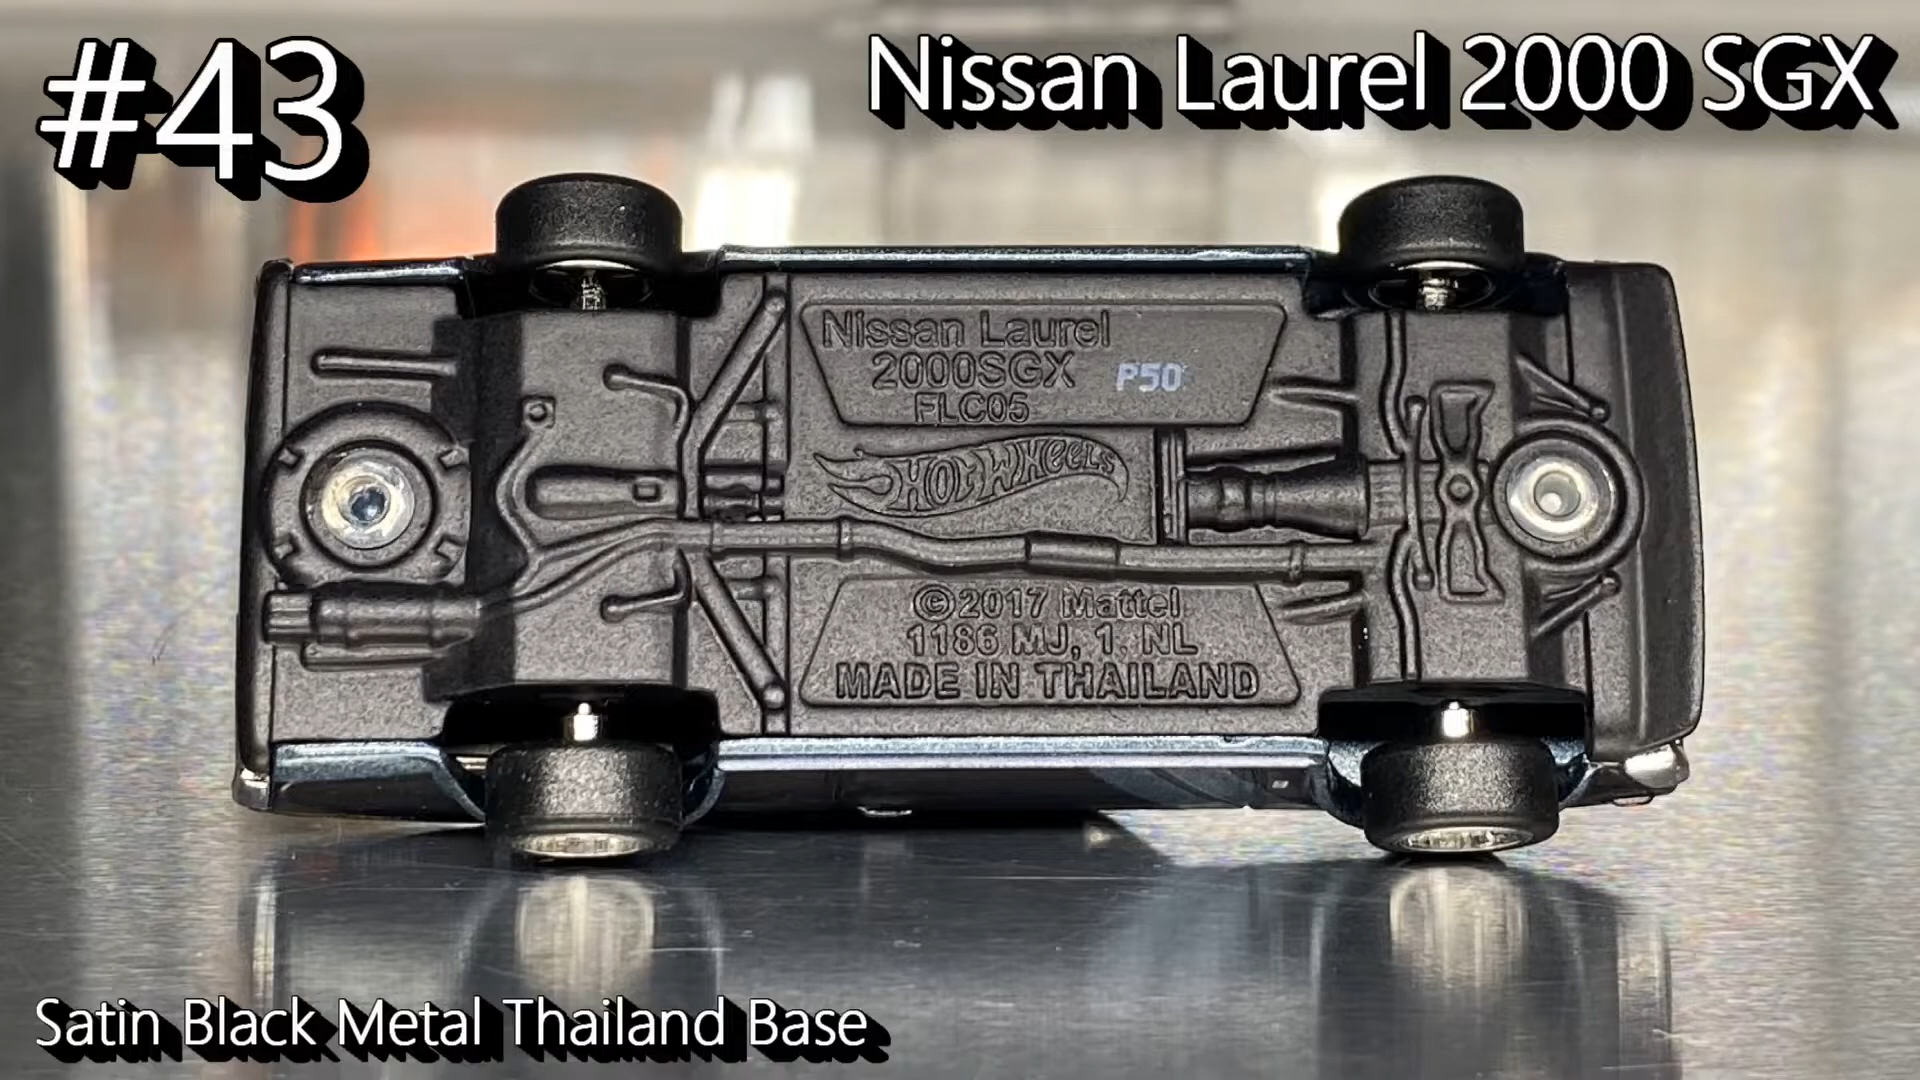 #43
Nissan Laurel 2000 SGX
Nissan Laurel
2000SGX P50
FLC05
HOT WHEELS
©2017 Mattel
1186 MJ, 1. NL
MADE IN THAILAND
Satin Black Metal Thailand Base